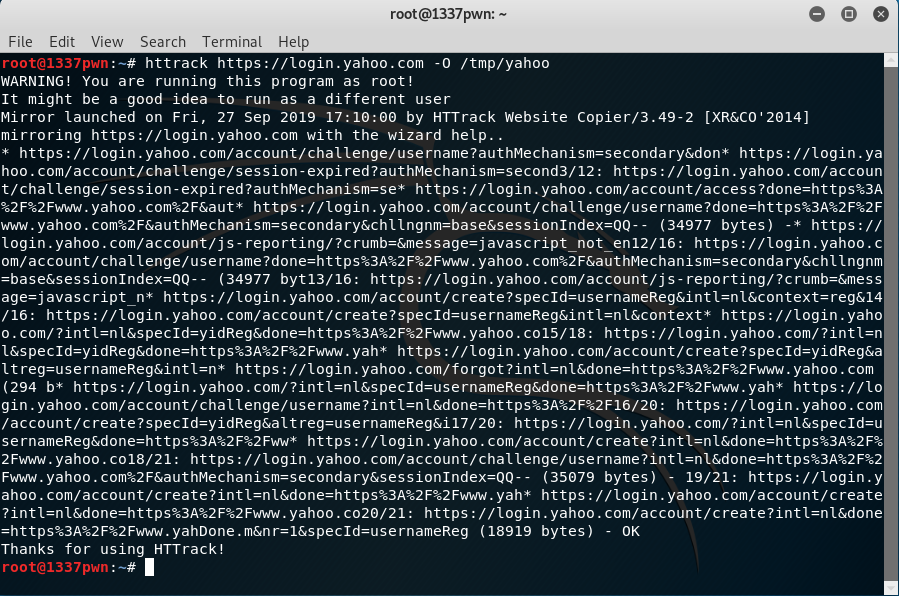 root@1337pwn: ~
File Edit View Search Terminal Help
root@1337pwn:~# httrack https://login.yahoo.com -O /tmp/yahoo
WARNING! You are running this program as root!
It might be a good idea to run as a different user
Mirror launched on Fri, 27 Sep 2019 17:10:00 by HTTrack Website Copier/3.49-2 [XR&CO'2014]
mirroring https://login.yahoo.com with the wizard help..
* https://login.yahoo.com/account/challenge/username?authMechanism=secondary&don* https://login.ya
hoo.com/account/challenge/session-expired?authMechanism=second3/12: https://login.yahoo.com/accoun
t/challenge/session-expired?authMechanism=se* https://login.yahoo.com/account/access?done=https%3A
%2F%2Fwww.yahoo.com%2F&aut* https://login.yahoo.com/account/challenge/username?done=https%3A%2F%2F
www.yahoo.com%2F&authMechanism=secondary&chllngnm=base&sessionIndex=QQ-- (34977 bytes) -* https://
login.yahoo.com/account/js-reporting/?crumb=&message=javascript_not_en12/16: https://login.yahoo.c
om/account/challenge/username?done=https%3A%2F%2Fwww.yahoo.com%2F&authMechanism=secondary&chllngnm
=base&sessionIndex=QQ-- (34977 byt13/16: https://login.yahoo.com/account/js-reporting/?crumb=&mess
age=javascript_n* https://login.yahoo.com/account/create?specId=usernameReg&intl=nl&context=reg&14
/16: https://login.yahoo.com/account/create?specId=usernameReg&intl=nl&context* https://login.yaho
o.com/?intl=nl&specId=yidReg&done=https%3A%2F%2Fwww.yahoo.co15/18: https://login.yahoo.com/?intl=n
l&specId=yidReg&done=https%3A%2F%2Fwww.yah* https://login.yahoo.com/account/create?specId=yidReg&a
ltreg=usernameReg&intl=n* https://login.yahoo.com/forgot?intl=nl&done=https%3A%2F%2Fwww.yahoo.com
(294 b* https://login.yahoo.com/?intl=nl&specId=usernameReg&done=https%3A%2F%2Fwww.yah* https://lo
gin.yahoo.com/account/challenge/username?intl=nl&done=https%3A%2F%2F16/20: https://login.yahoo.com
/account/create?specId=yidReg&altreg=usernameReg&i17/20: https://login.yahoo.com/?intl=nl&specId=u
sernameReg&done=https%3A%2F%2Fww* https://login.yahoo.com/account/create?intl=nl&done=https%3A%2F%
2Fwww.yahoo.co18/21: https://login.yahoo.com/account/challenge/username?intl=nl&done=https%3A%2F%2
Fwww.yahoo.com%2F&authMechanism=secondary&sessionIndex=QQ-- (35079 bytes) - 19/21: https://login.y
ahoo.com/account/create?intl=nl&done=https%3A%2F%2Fwww.yah* https://login.yahoo.com/account/create
?intl=nl&done=https%3A%2F%2Fwww.yahoo.co20/21: https://login.yahoo.com/account/create?intl=nl&done
=https%3A%2F%2Fwww.yahDone.m&nr=1&specId=usernameReg (18919 bytes) - OK
Thanks for using HTTrack!
root@1337pwn:~#